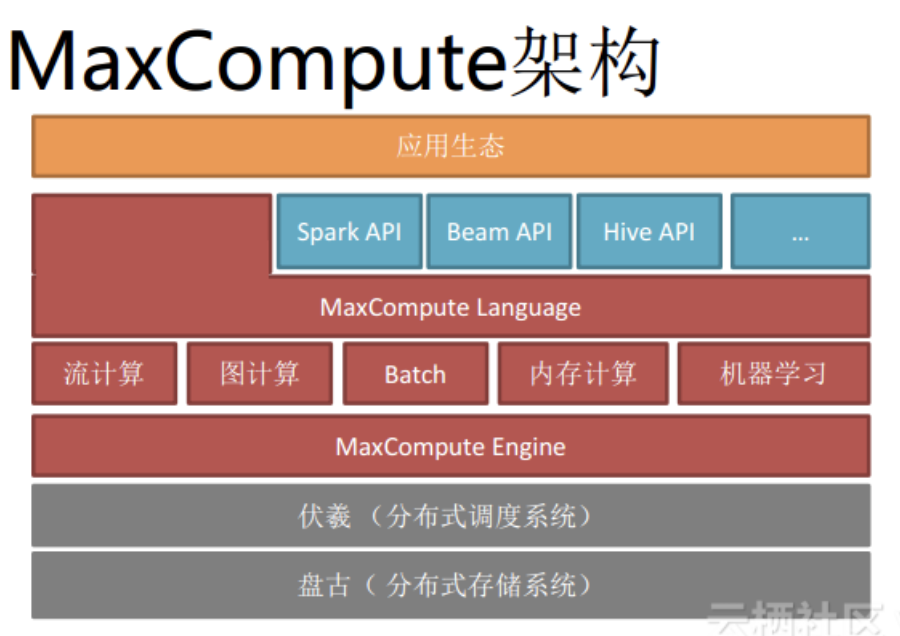 MaxCompute架构
应用生态
Spark API
Beam API
Hive API
...
MaxCompute Language
流计算
图计算
Batch
内存计算
机器学习
MaxCompute Engine
伏羲 （分布式调度系统）
盘古（ 分布式存储系统）
云栖社区